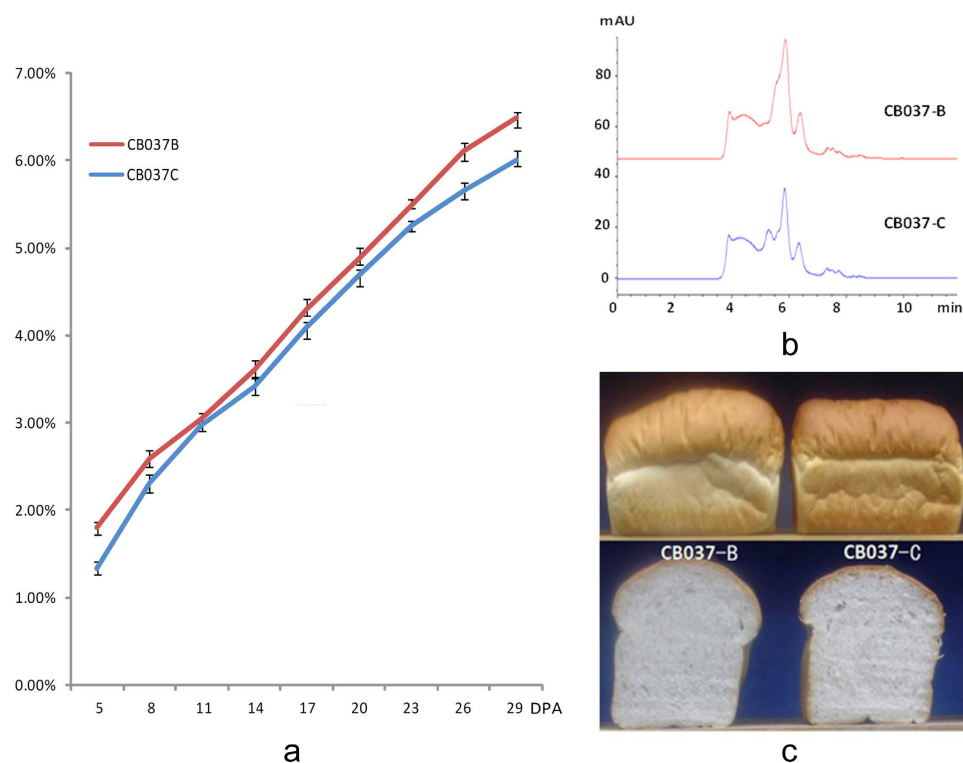 7.00%
6.00%
5.00%
4.00%
3.00%
2.00%
1.00%
0.00%
CB037B
CB037C
5 8 11 14 17 20 23 26 29 DPA
a
mAU
80
60
40
20
0
CB037-B
CB037-C
0 2 4 6 8 10 min
b
CB037-B CB037-C
c